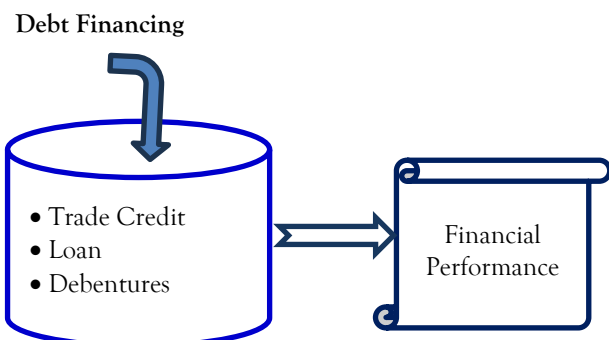 Debt Financing
• Trade Credit
• Loan
• Debentures
Financial
Performance